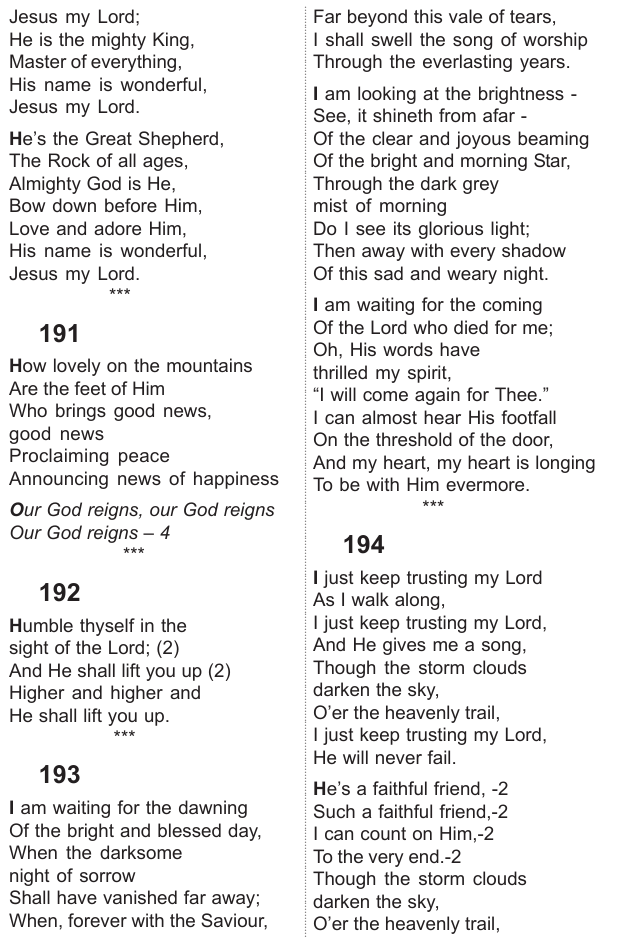 Jesus my Lord;
He is the mighty King,
Master of everything,
His name is wonderful,
Jesus my Lord.
He's the Great Shepherd,
The Rock of all ages,
Almighty God is He,
Bow down before Him,
Love and adore Him,
His name is wonderful,
Jesus my Lord.
***
191
How lovely on the mountains
Are the feet of Him
Who brings good news,
good news
Proclaiming peace
Announcing news of happiness
Our God reigns, our God reigns
Our God reigns – 4
***
192
Humble thyself in the
sight of the Lord; (2)
And He shall lift you up (2)
Higher and higher and
He shall lift you up.
***
193
I am waiting for the dawning
Of the bright and blessed day,
When the darksome
night of sorrow
Shall have vanished far away;
When, forever with the Saviour,
Far beyond this vale of tears,
I shall swell the song of worship
Through the everlasting years.
I am looking at the brightness -
See, it shineth from afar -
Of the clear and joyous beaming
Of the bright and morning Star,
Through the dark grey
mist of morning
Do I see its glorious light;
Then away with every shadow
Of this sad and weary night.
I am waiting for the coming
Of the Lord who died for me;
Oh, His words have
thrilled my spirit,
“I will come again for Thee.”
I can almost hear His footfall
On the threshold of the door,
And my heart, my heart is longing
To be with Him evermore.
***
194
I just keep trusting my Lord
As I walk along,
I just keep trusting my Lord,
And He gives me a song,
Though the storm clouds
darken the sky,
O'er the heavenly trail,
I just keep trusting my Lord,
He will never fail.
He's a faithful friend, -2
Such a faithful friend,-2
I can count on Him,-2
To the very end.-2
Though the storm clouds
darken the sky,
O'er the heavenly trail,